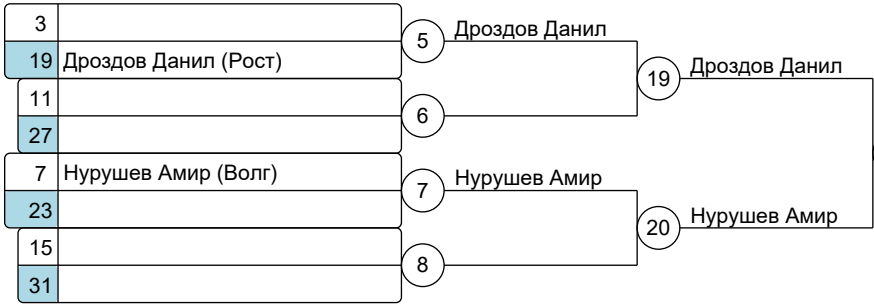 3
19 Дроздов Данил (Рост)
5 Дроздов Данил
11
27
6
19 Дроздов Данил
7 Нурушев Амир (Волг)
23
7 Нурушев Амир
15
31
8
20 Нурушев Амир